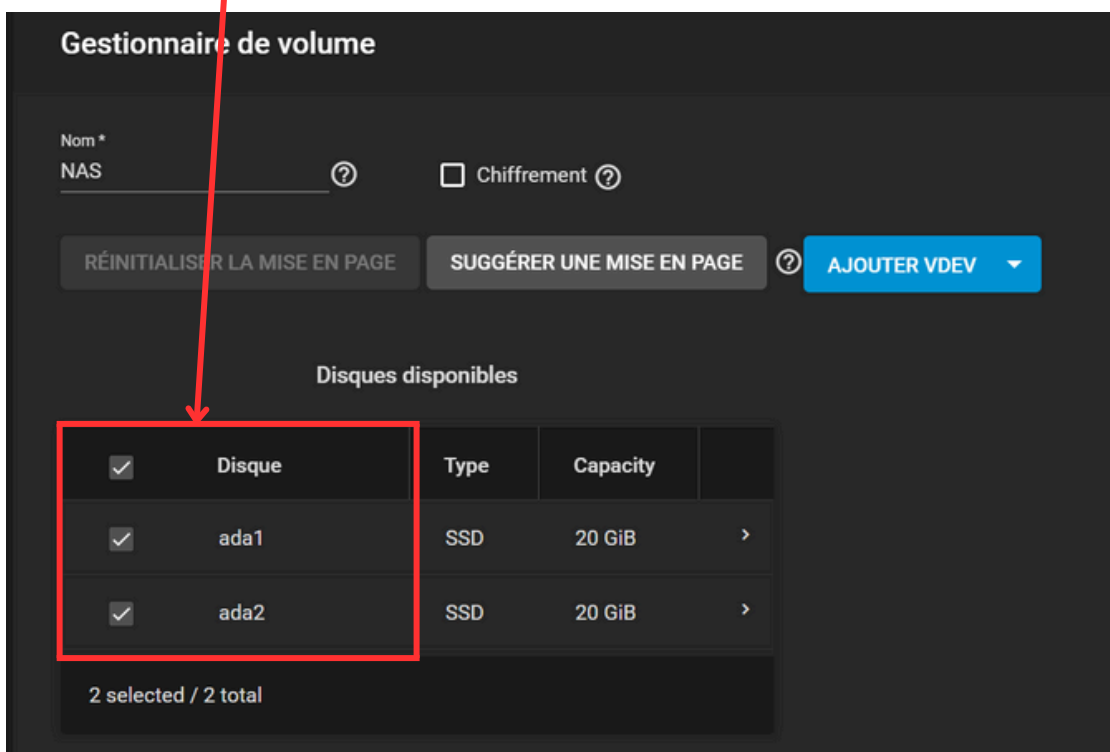 Gestionnaire de volume
Nom *
NAS
Chiffrement
RÉINITIALISER LA MISE EN PAGE SUGGÉRER UNE MISE EN PAGE AJOUTER VDEV
Disques disponibles
Disque Type Capacity
ada1 SSD 20 GiB
ada2 SSD 20 GiB
2 selected / 2 total